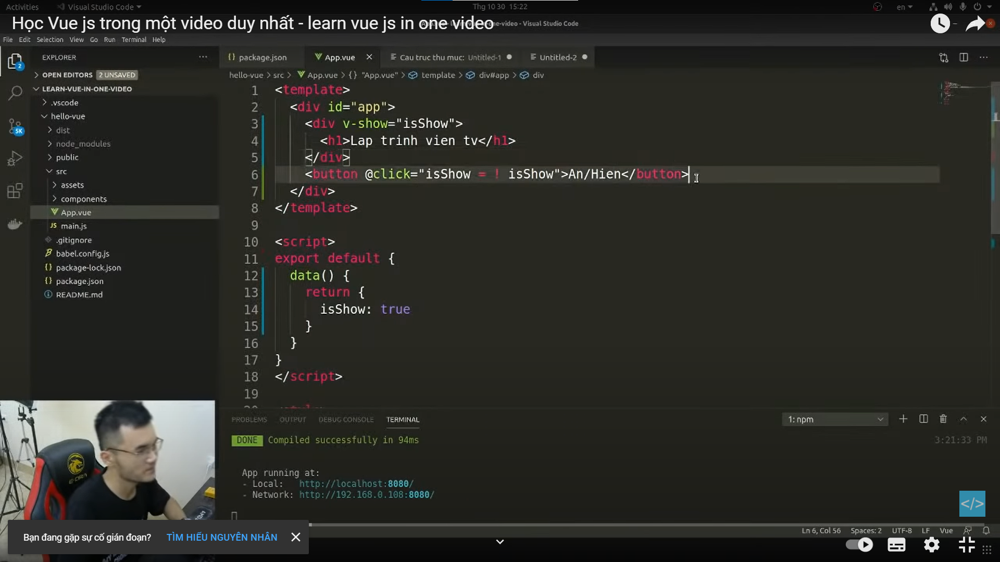 Activities
Visual Studio Code
Thg 10 30 15:22
en
Học Vue js trong một video duy nhất - learn vue js in one video
ne-video - Visual Studio Code
File Edit Selection View Go Run Terminal Help
EXPLORER
2
OPEN EDITORS 2 UNSAVED
LEARN-VUE-IN-ONE-VIDEO
.vscode
hello-vue
5K
dist
node_modules
public
src
assets
components
App.vue
JS main.js
.gitignore
babel.config.js
{} package-lock.json
{} package.json
README.md
{} package.json
App.vue
Cau truc thu muc: Untitled-1
Untitled-2
hello-vue > src > App.vue > {} "App.vue" > template > div#app > div
1 <template>
2 <div id="app">
3 <div v-show="isShow">
4 <h1>Lap trinh vien tv</h1>
5 </div>
6 <button @click="isShow = ! isShow">An/Hien</button>
7 </div>
8 </template>
9
10 <script>
11 export default {
12 data() {
13 return {
14 isShow: true
15 }
16 }
17 }
18 </script>
19
PROBLEMS OUTPUT DEBUG CONSOLE TERMINAL
1: npm
DONE Compiled successfully in 94ms
3:21:33 PM
App running at:
- Local: http://localhost:8080/
- Network: http://192.168.0.108:8080/
</>
Bạn đang gặp sự cố gián đoạn? TÌM HIỂU NGUYÊN NHÂN
Ln 6, Col 56 Spaces: 2 UTF-8 LF Vue